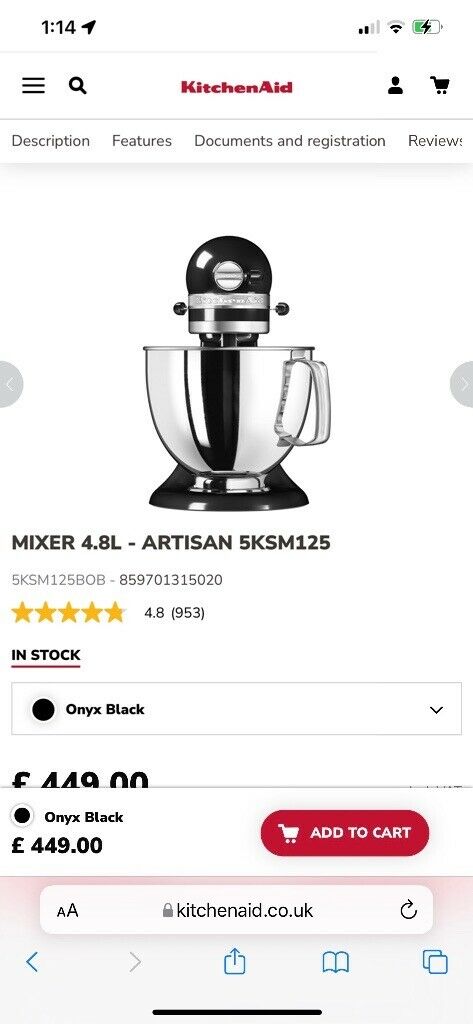 1:14
KitchenAid
Description Features Documents and registration Reviews
KitchenAid
MIXER 4.8L - ARTISAN 5KSM125
5KSM125BOB - 859701315020
4.8 (953)
IN STOCK
Onyx Black
£ 449.00
Onyx Black
£ 449.00
ADD TO CART
AA kitchenaid.co.uk